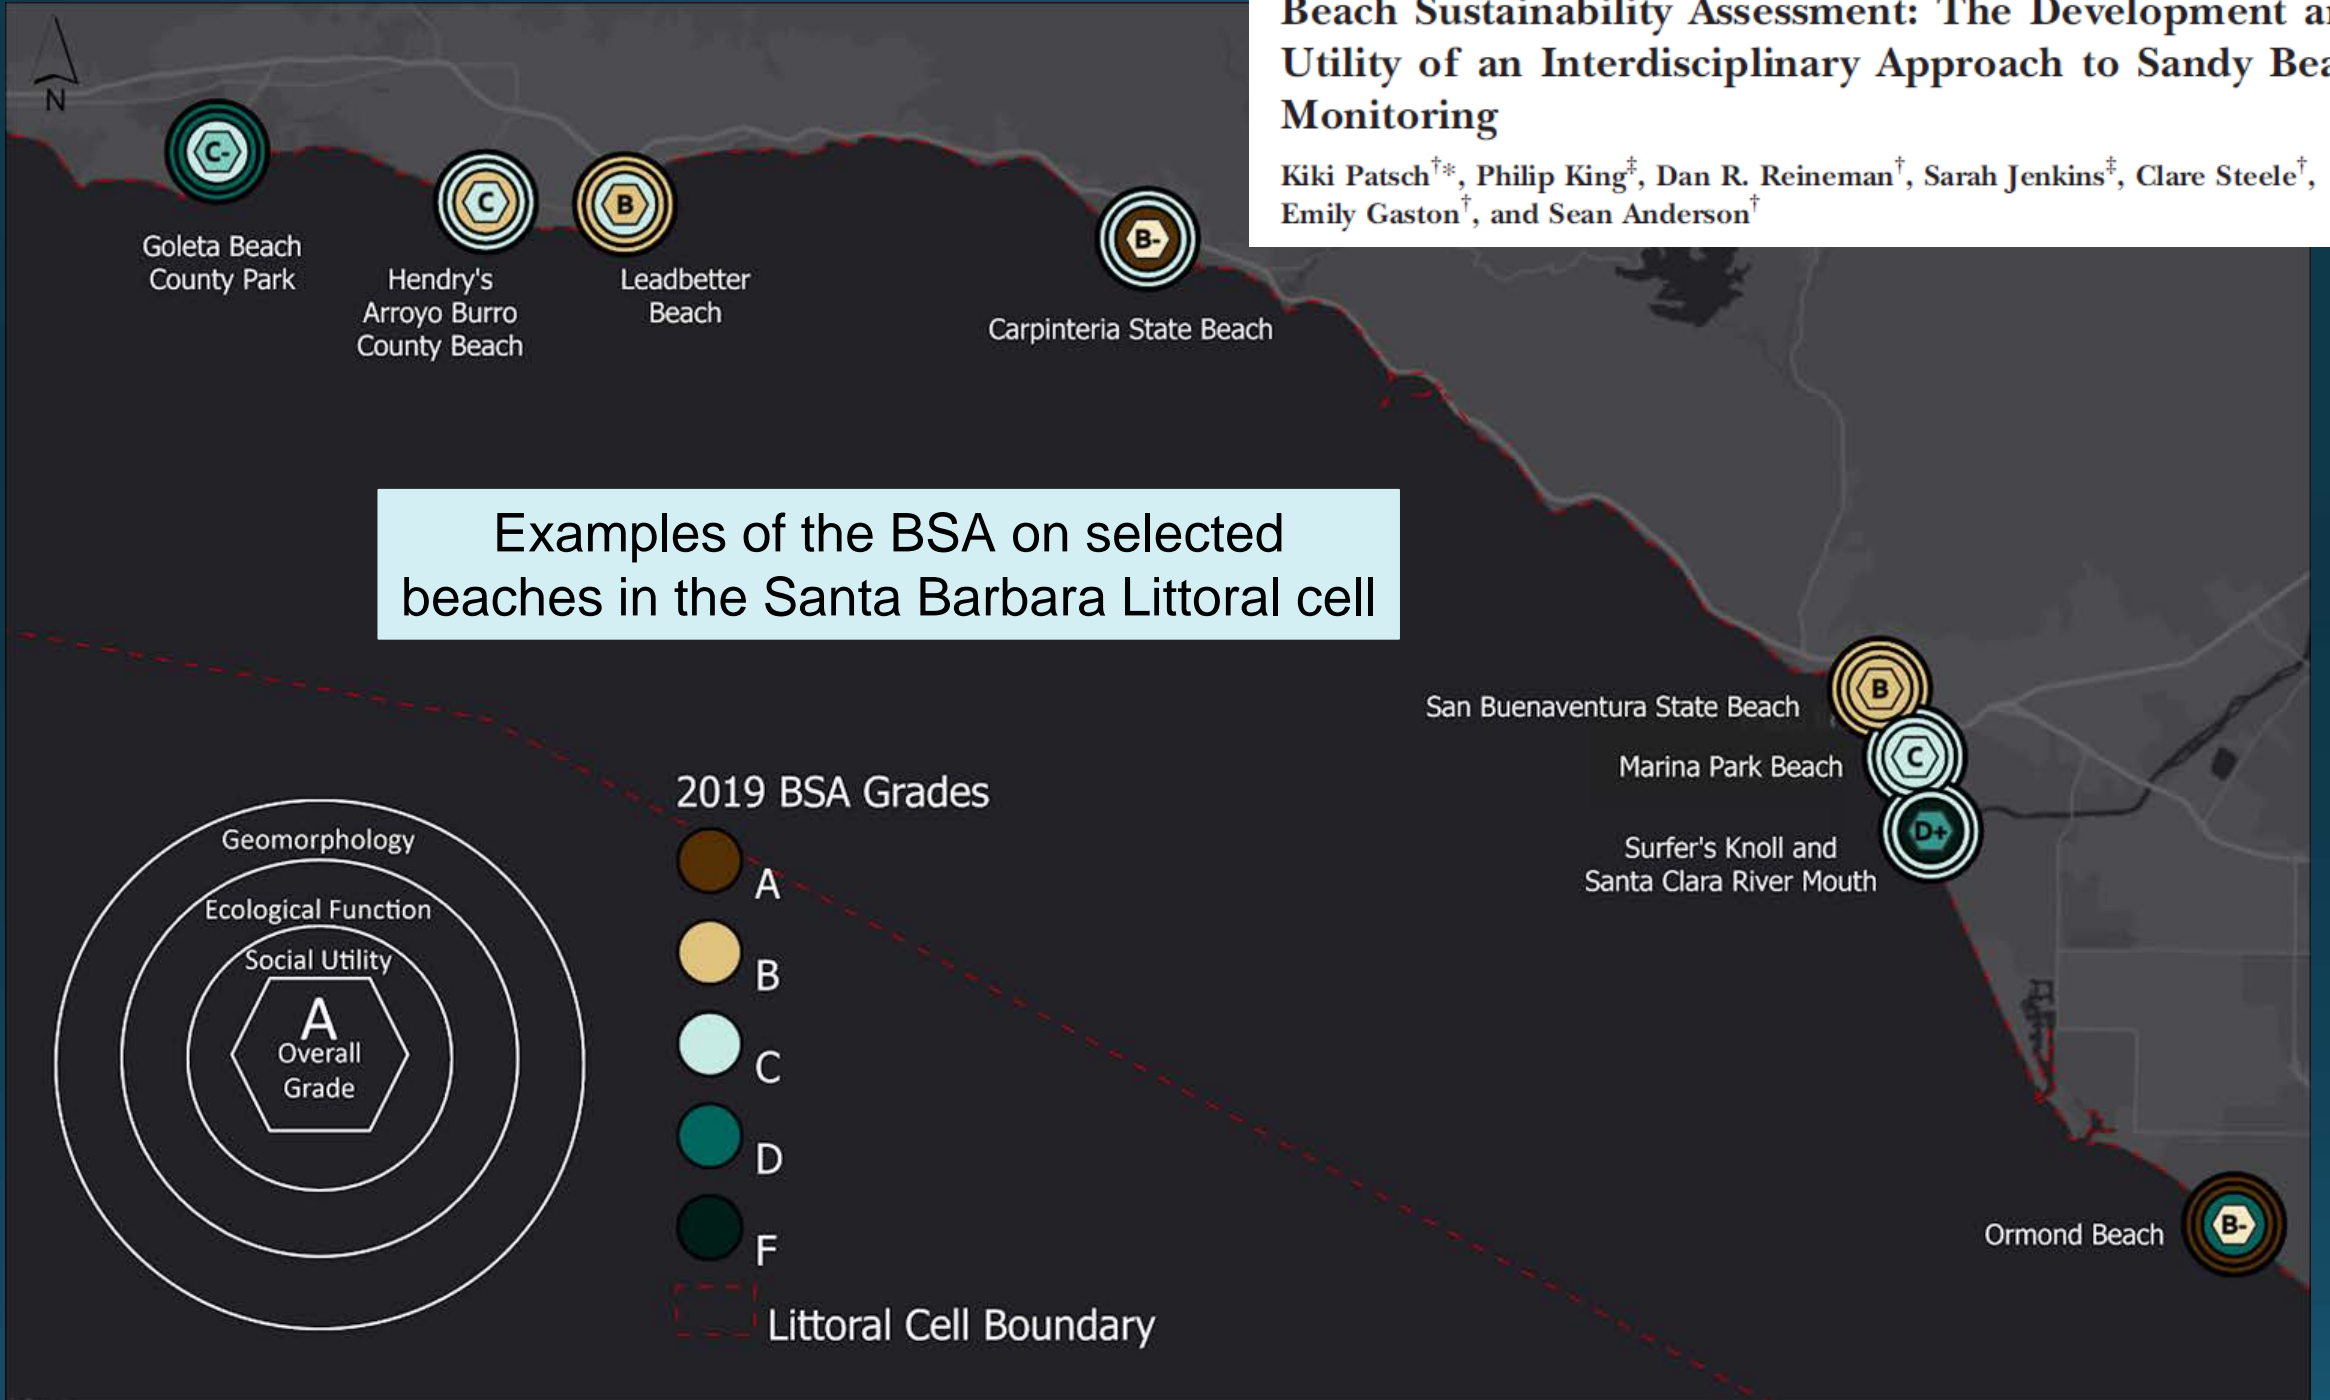 Beach Sustainability Assessment: The Development
Utility of an Interdisciplinary Approach to Sandy
Monitoring
Kiki Patsch†*, Philip King‡, Dan R. Reineman†, Sarah Jenkins‡, Clare Steele†,
Emily Gaston†, and Sean Anderson†
N
C-
Goleta Beach
County Park
C
Hendry's
Arroyo Burro
County Beach
B
Leadbetter
Beach
B-
Carpinteria State Beach
Examples of the BSA on selected
beaches in the Santa Barbara Littoral cell
B
San Buenaventura State Beach
C
Marina Park Beach
D+
Surfer's Knoll and
Santa Clara River Mouth
B-
Ormond Beach
Geomorphology
Ecological Function
Social Utility
A
Overall
Grade
2019 BSA Grades
A
B
C
D
F
Littoral Cell Boundary